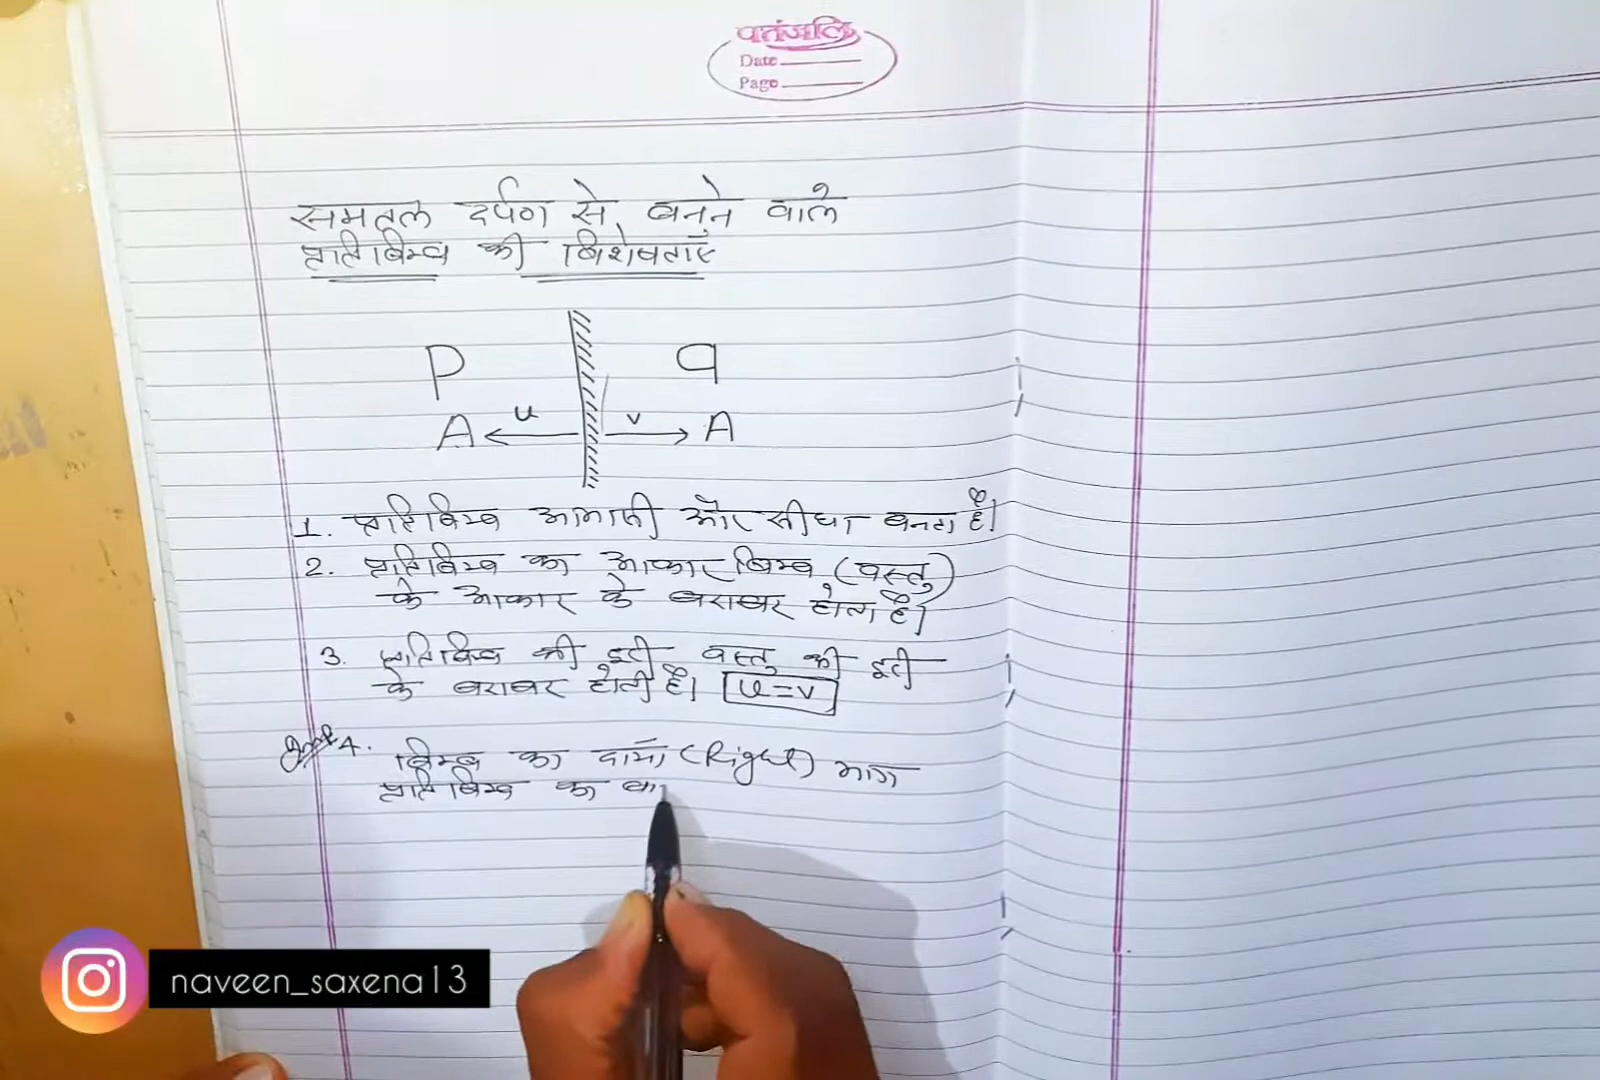 पतंजलि
Date
Page
समतल दर्पण से बनने वाले
प्रतिबिम्ब की विशेषताएँ
P
q
A u v A
1. प्रतिबिम्ब आभासी और सीधा बनता है।
2. प्रतिबिम्ब का आकार बिम्ब (वस्तु)
के आकार के बराबर होता है।
3. प्रतिबिम्ब की दूरी वस्तु की दूरी
के बराबर होती है। u=v
4. बिम्ब का दायाँ (Right) भाग
प्रतिबिम्ब का
naveen_saxena13